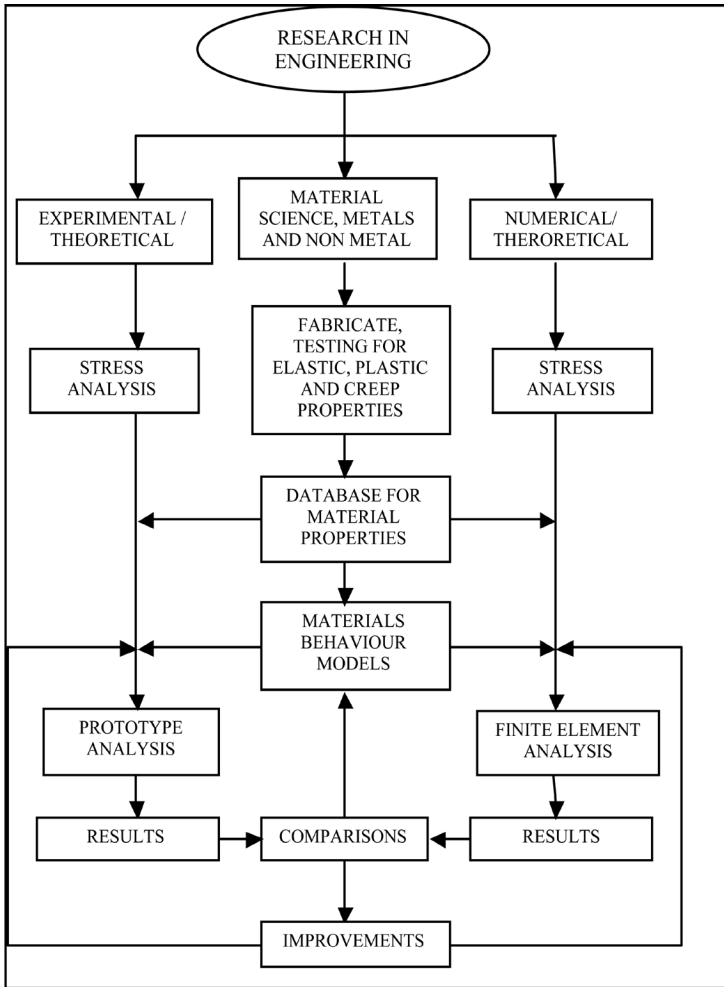 RESEARCH IN
ENGINEERING
EXPERIMENTAL /
THEORETICAL
MATERIAL
SCIENCE, METALS
AND NON METAL
NUMERICAL/
THERORETICAL
STRESS
ANALYSIS
FABRICATE,
TESTING FOR
ELASTIC, PLASTIC
AND CREEP
PROPERTIES
STRESS
ANALYSIS
DATABASE FOR
MATERIAL
PROPERTIES
MATERIALS
BEHAVIOUR
MODELS
PROTOTYPE
ANALYSIS
FINITE ELEMENT
ANALYSIS
RESULTS
COMPARISONS
RESULTS
IMPROVEMENTS